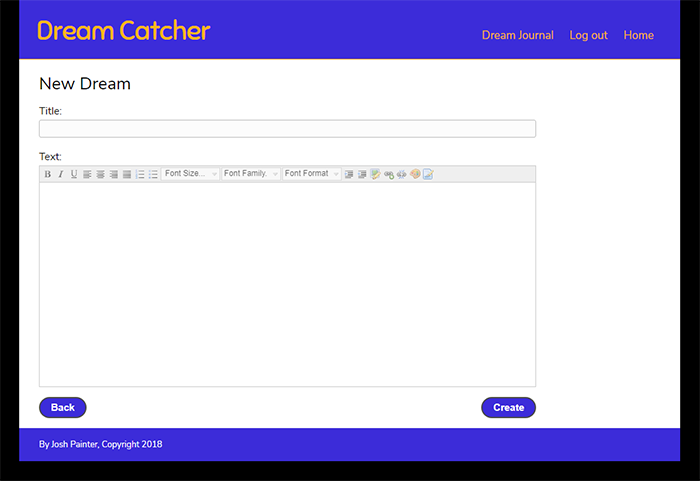 Dream Catcher
Dream Journal Log out Home
New Dream
Title:
Text:
B I U Font Size... Font Family. Font Format
Back Create
By Josh Painter, Copyright 2018